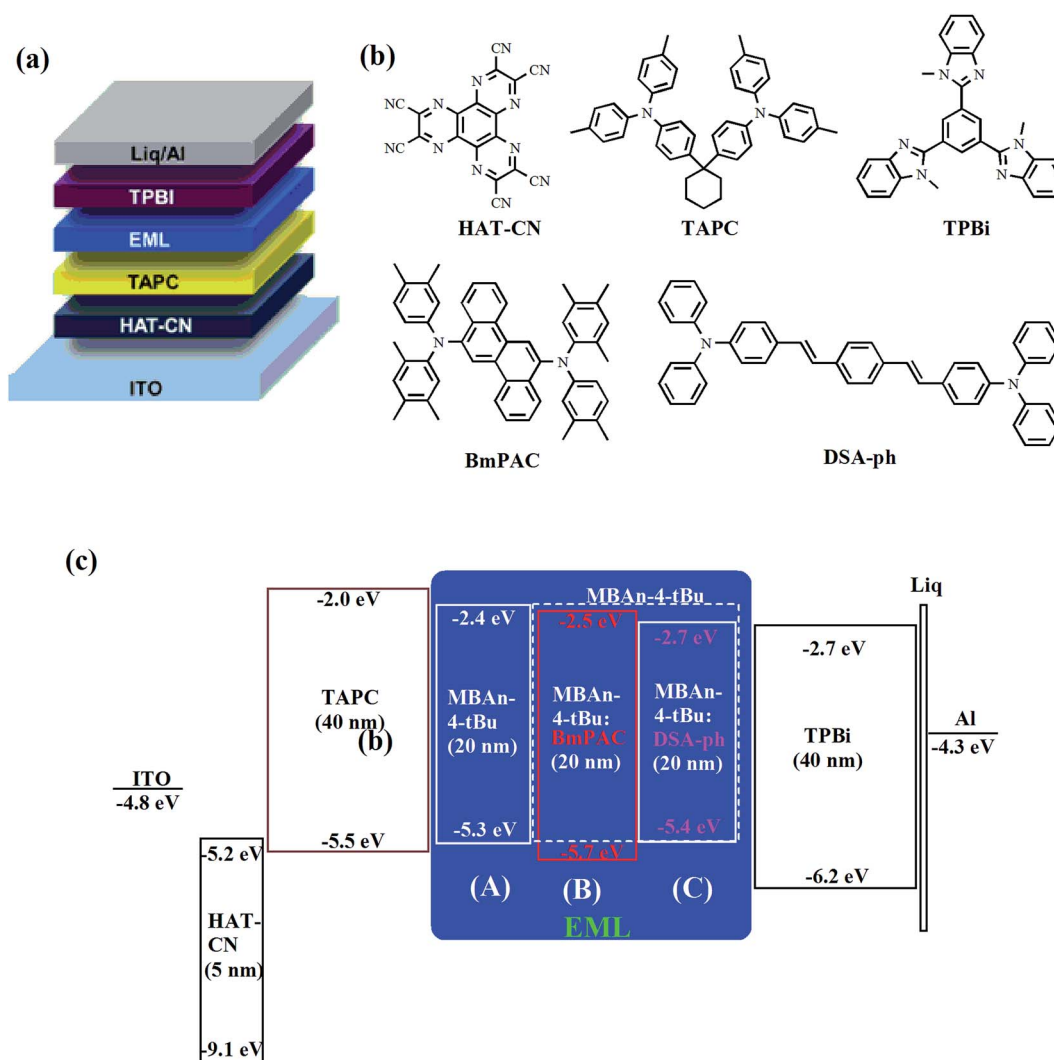 (a)
Liq/Al
TPBI
EML
TAPC
HAT-CN
ITO
(b)
CN
CN
N
N
CN
N
N
CN
CN
N
N
CN
HAT-CN
N
N
TAPC
N
N
N
N
N
N
TPBi
N
N
BmPAC
N
N
DSA-ph
(c)
ITO
-4.8 eV
-5.2 eV
HAT-
CN
(5 nm)
-9.1 eV
-2.0 eV
TAPC
(40 nm)
(b)
-5.5 eV
MBAn-4-tBu
-2.4 eV
MBAn-
4-tBu
(20 nm)
-5.3 eV
(A)
-2.5 eV
MBAn-
4-tBu:
BmPAC
(20 nm)
-5.7 eV
(B)
-2.7 eV
MBAn-
4-tBu:
DSA-ph
(20 nm)
-5.4 eV
(C)
EML
-2.7 eV
TPBi
(40 nm)
-6.2 eV
Liq
Al
-4.3 eV